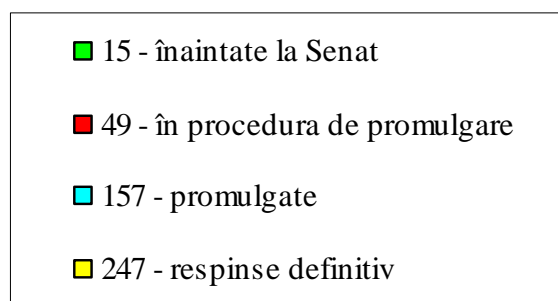 15 - înaintate la Senat
49 - în procedura de promulgare
157 - promulgate
247 - respinse definitiv